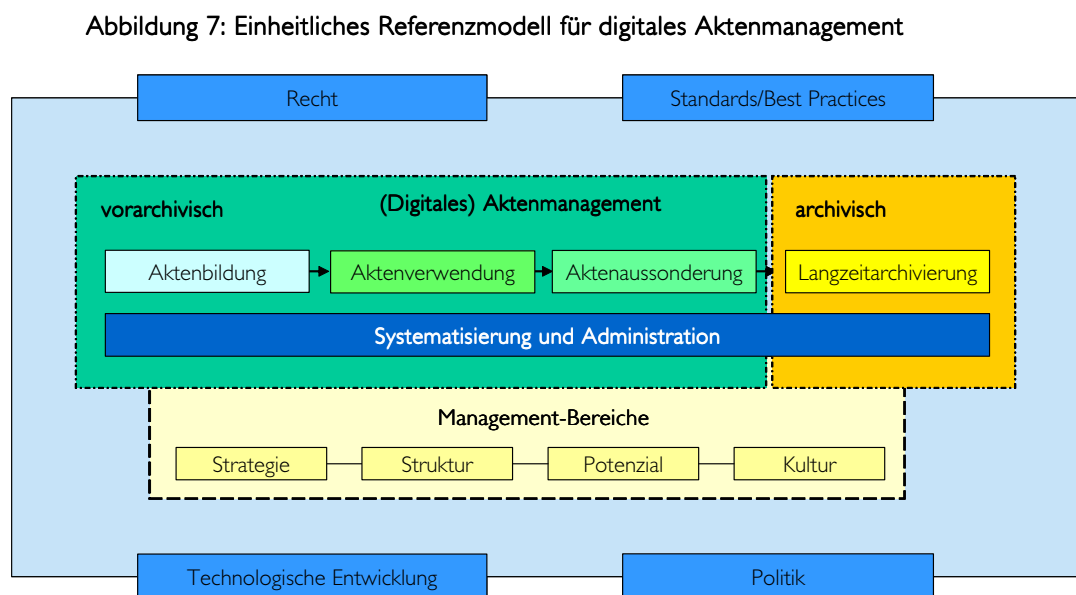 Abbildung 7: Einheitliches Referenzmodell für digitales Aktenmanagement
Recht
Standards/Best Practices
vorarchivisch
(Digitales) Aktenmanagement
archivisch
Aktenbildung
Aktenverwendung
Aktenaussonderung
Langzeitarchivierung
Systematisierung und Administration
Management-Bereiche
Strategie
Struktur
Potenzial
Kultur
Technologische Entwicklung
Politik